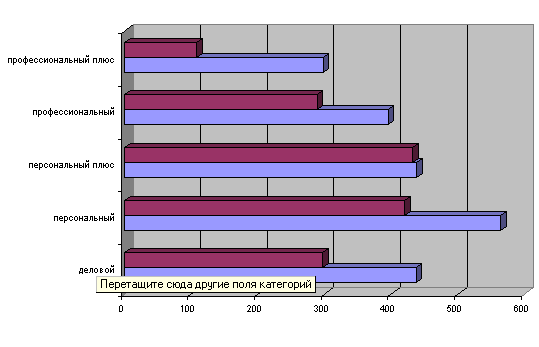 профессиональный плюс
профессиональный
персональный плюс
персональный
деловой
Перетащите сюда другие поля категорий
0 100 200 300 400 500 600